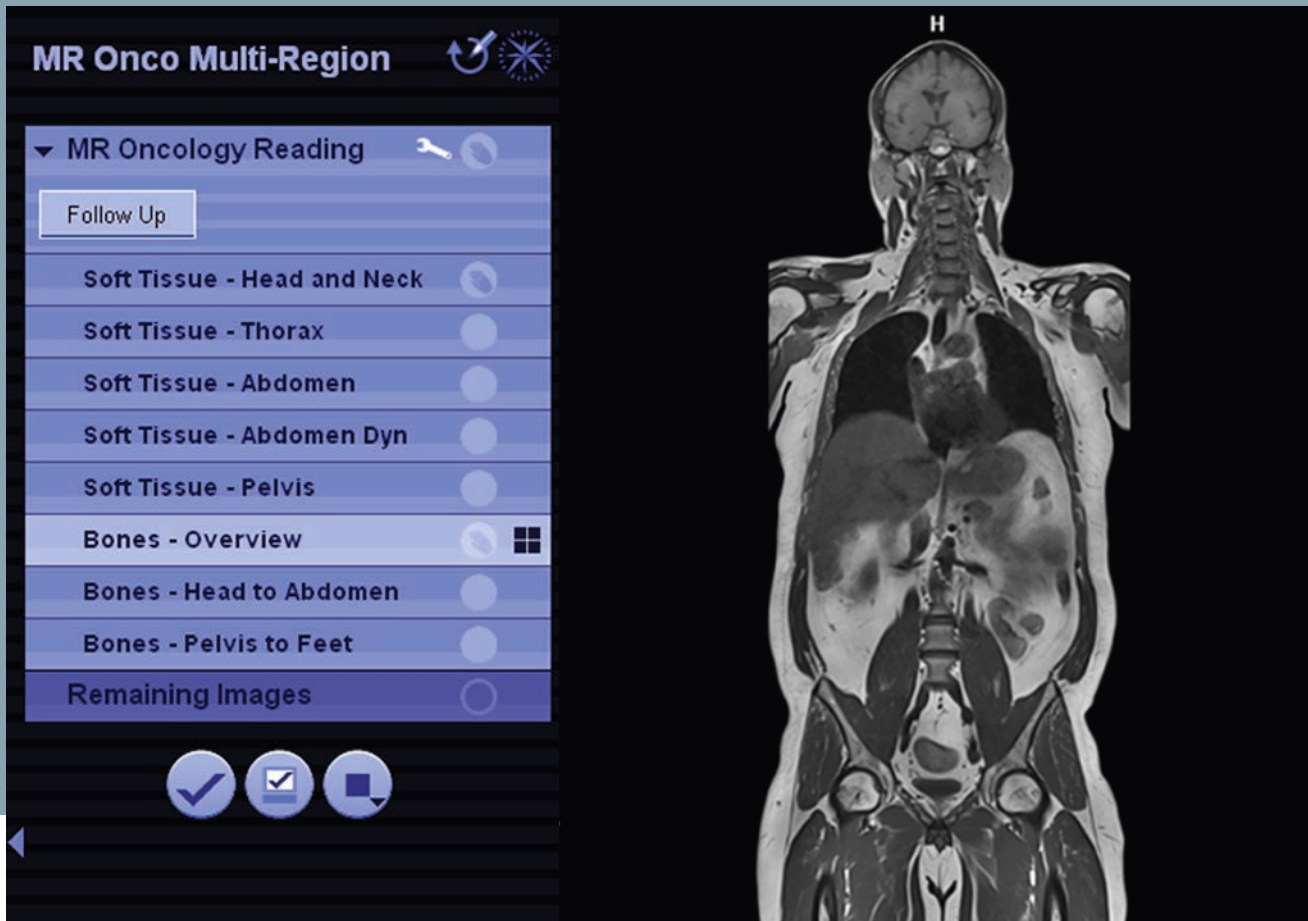 MR Onco Multi-Region
MR Oncology Reading
Follow Up
Soft Tissue - Head and Neck
Soft Tissue - Thorax
Soft Tissue - Abdomen
Soft Tissue - Abdomen Dyn
Soft Tissue - Pelvis
Bones - Overview
Bones - Head to Abdomen
Bones - Pelvis to Feet
Remaining Images
H